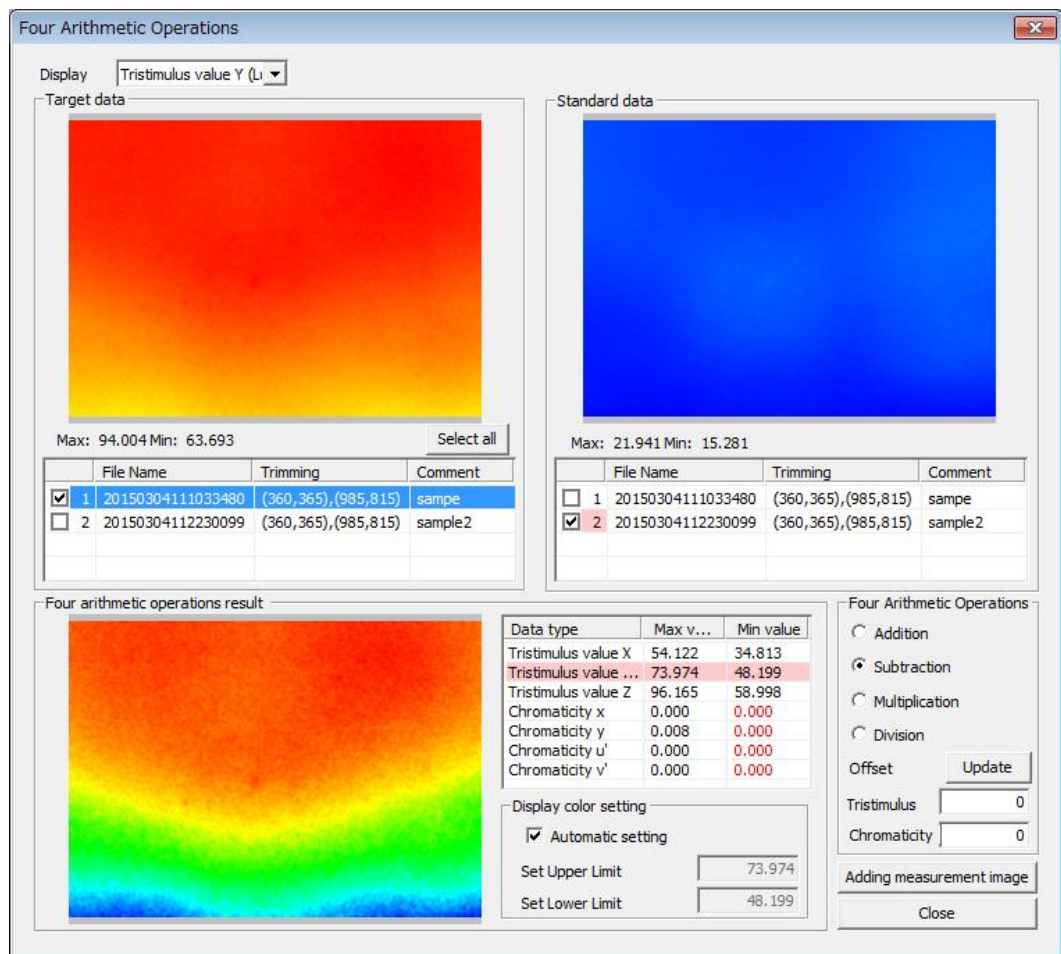 Four Arithmetic Operations
Display Tristimulus value Y (Lu
Target data
Max: 94.004 Min: 63.693
Select all
File Name Trimming Comment
1 20150304111033480 (360,365),(985,815) sampe
2 20150304112230099 (360,365),(985,815) sample2
Standard data
Max: 21.941 Min: 15.281
File Name Trimming Comment
1 20150304111033480 (360,365),(985,815) sampe
2 20150304112230099 (360,365),(985,815) sample2
Four arithmetic operations result
Data type Max v... Min value
Tristimulus value X 54.122 34.813
Tristimulus value ... 73.974 48.199
Tristimulus value Z 96.165 58.998
Chromaticity x 0.000 0.000
Chromaticity y 0.008 0.000
Chromaticity u' 0.000 0.000
Chromaticity v' 0.000 0.000
Display color setting
Automatic setting
Set Upper Limit 73.974
Set Lower Limit 48.199
Four Arithmetic Operations
Addition
Subtraction
Multiplication
Division
Offset Update
Tristimulus 0
Chromaticity 0
Adding measurement image
Close